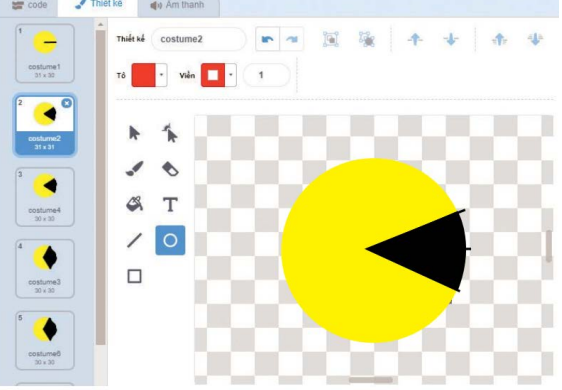 code
Thiết kế
Âm thanh
Thiết kế
costume2
Tô
Viền
1
1
costume1
31 x 30
2
costume2
31 x 31
3
costume4
30 x 30
4
costume3
30 x 30
5
costume6
30 x 30
T